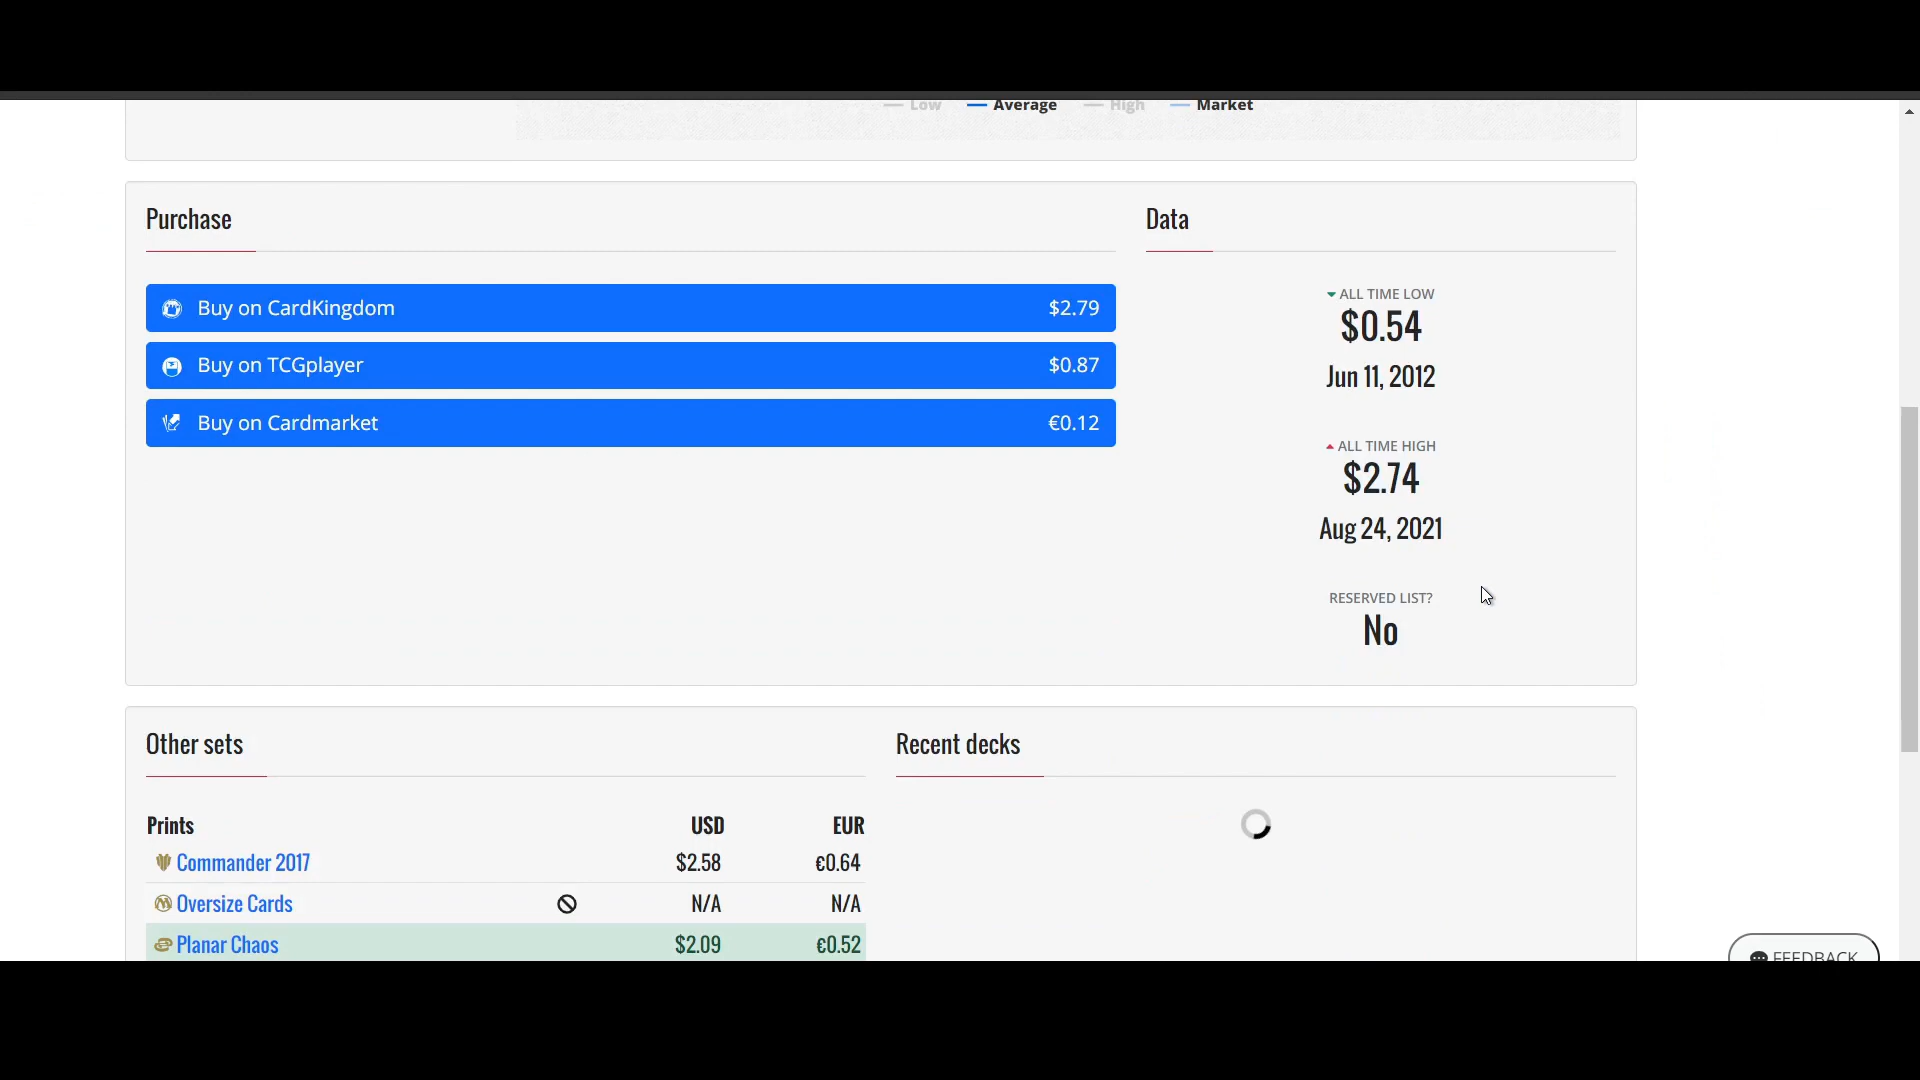 Low Average High Market
Purchase
Data
Buy on CardKingdom $2.79
Buy on TCGplayer $0.87
Buy on Cardmarket €0.12
ALL TIME LOW
$0.54
Jun 11, 2012
ALL TIME HIGH
$2.74
Aug 24, 2021
RESERVED LIST?
No
Other sets
Recent decks
Prints USD EUR
Commander 2017 $2.58 €0.64
Oversize Cards N/A N/A
Planar Chaos $2.09 €0.52
FEEDBACK